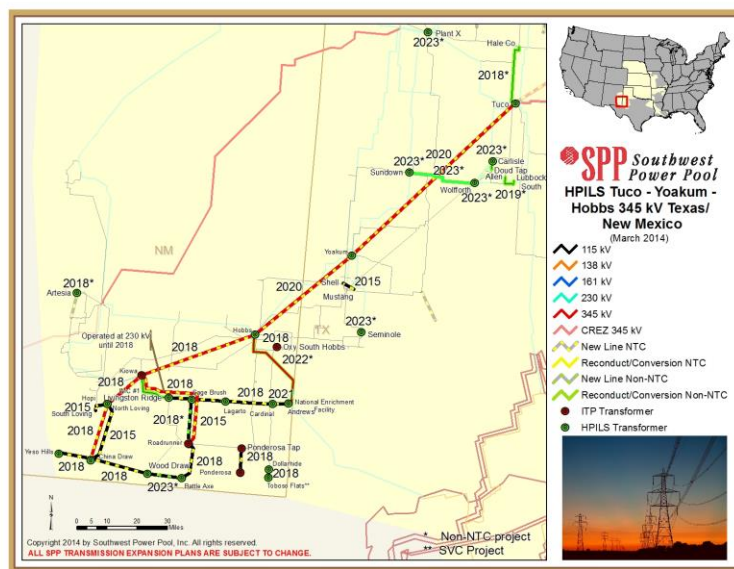 Plant X
2023*
Hale Co.
2018*
Tuco
2020
2023*
Sundown
2023*
2023*
Carlisle
Doud Tap
Allen
Lubbock
South
Wolfforth
2023*
2019*
NM
Yoakum
Shell
2015
Mustang
2020
2018*
Artesia
TX
2023*
Seminole
Operated at 230 kV
until 2018
Hobbs
2018
2018
Oxy South Hobbs
2022*
Kiowa
2018
2018
Livingston Ridge
Sage Brush
2018
2021
Hopi
North Loving
2015
South Loving
Lagarto
Cardinal
National Enrichment
Facility
Andrews
2018*
2015
2018
2015
Roadrunner
Ponderosa Tap
2018
Yeso Hills
2018
China Draw
Wood Draw
2018
Ponderosa
Dollarhide
2018
2018
2023*
Battle Axe
Tobose Flats**
0 5 10 20 30
Miles
Copyright 2014 by Southwest Power Pool, Inc. All rights reserved.
ALL SPP TRANSMISSION EXPANSION PLANS ARE SUBJECT TO CHANGE.
* Non-NTC project
** SVC Project
SPP Southwest
Power Pool
HPILS Tuco - Yoakum -
Hobbs 345 kV Texas/
New Mexico
(March 2014)
115 kV
138 kV
161 kV
230 kV
345 kV
CREZ 345 kV
New Line NTC
Reconduct/Conversion NTC
New Line Non-NTC
Reconduct/Conversion Non-NTC
ITP Transformer
HPILS Transformer